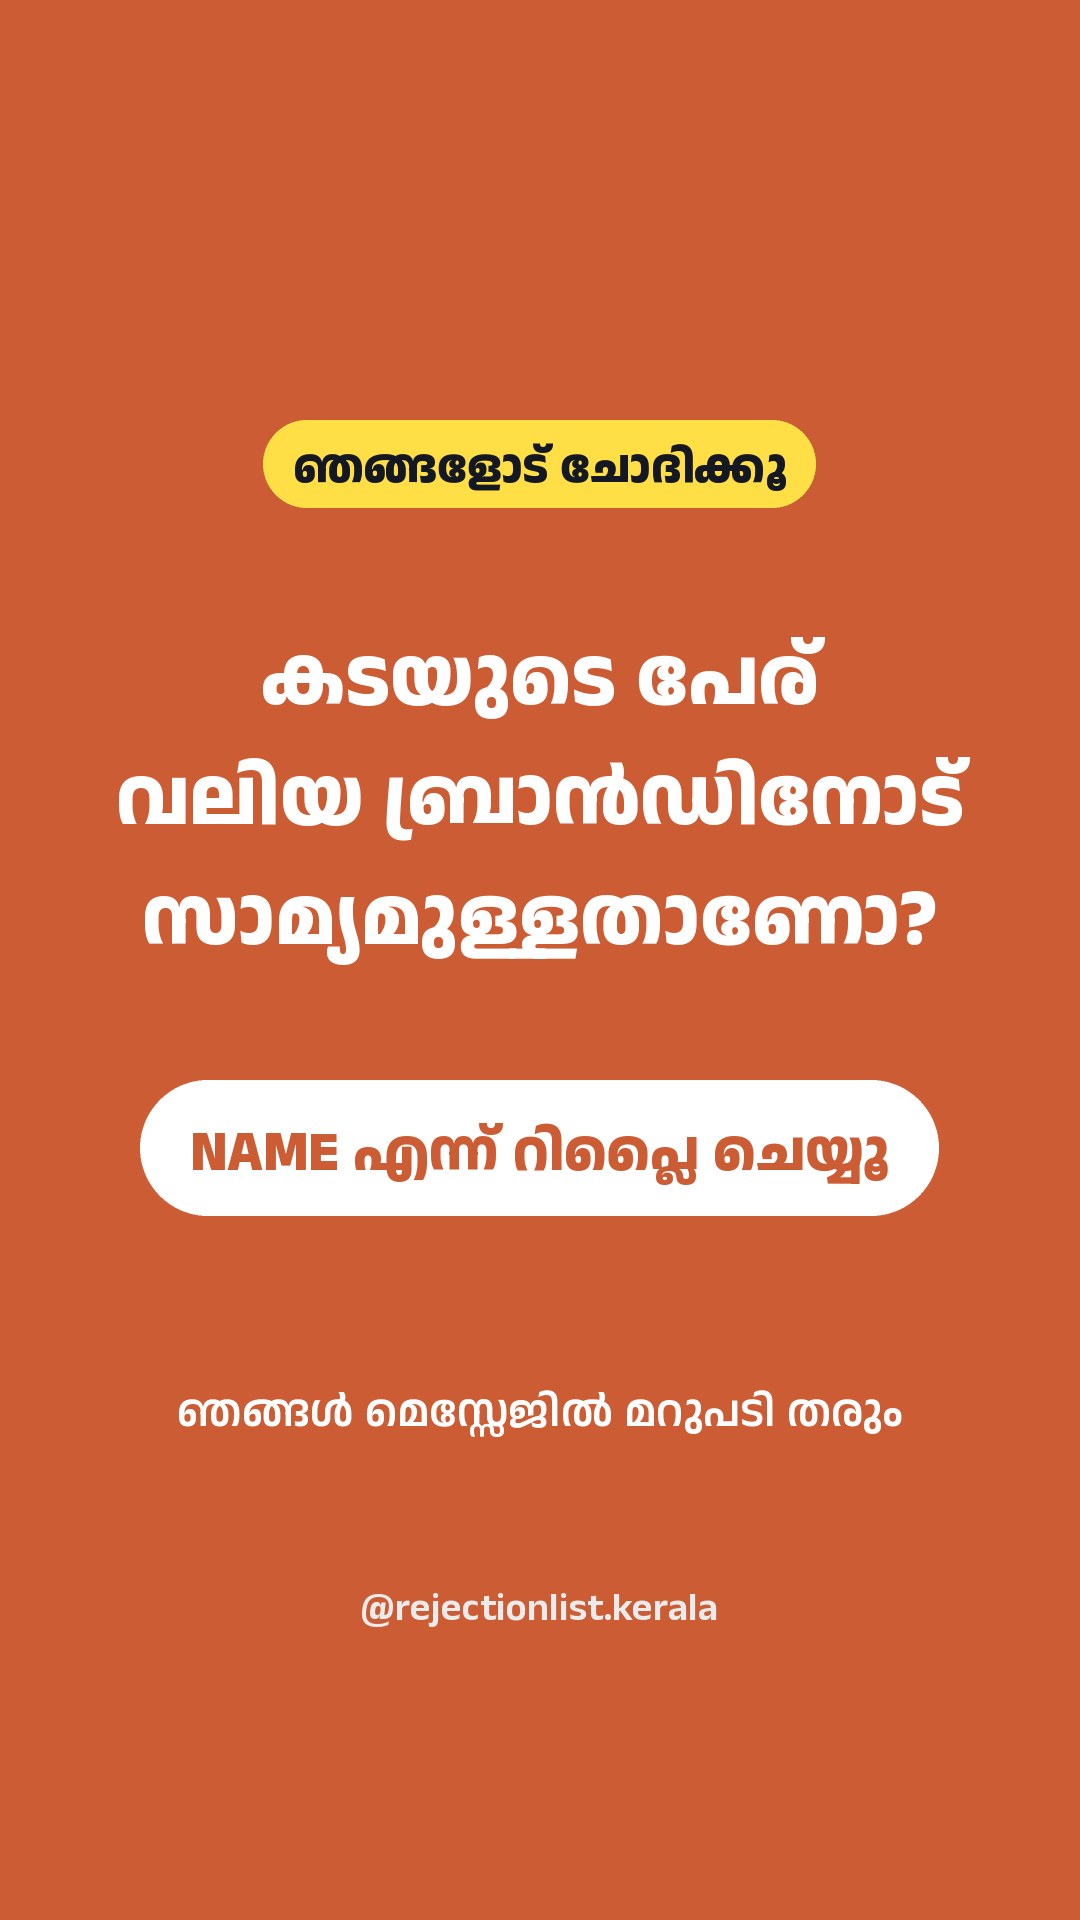 ഞങ്ങളോട് ചോദിക്കൂ
കടയുടെ പേര്
വലിയ ബ്രാൻഡിനോട്
സാമ്യമുള്ളതാണോ?
NAME എന്ന് റിപ്ലൈ ചെയ്യൂ
ഞങ്ങൾ മെസ്സേജിൽ മറുപടി തരും
@rejectionlist.kerala